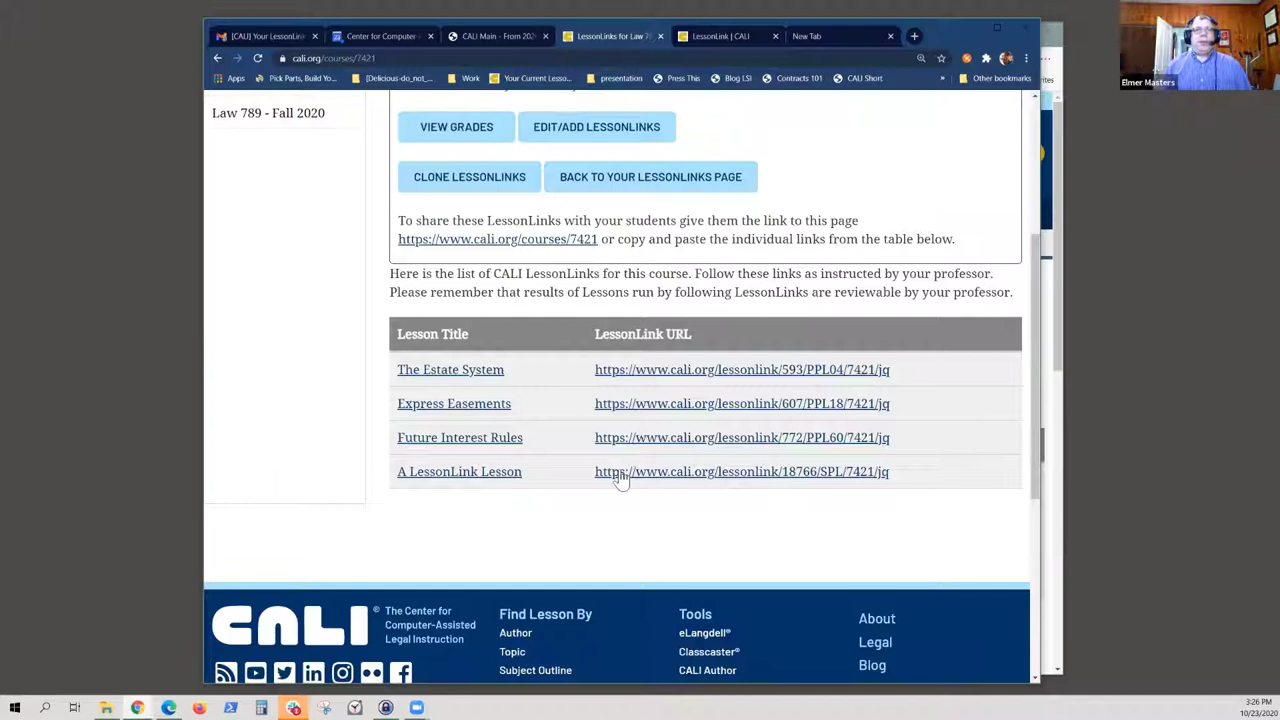 [CALI] Your LessonLin
Center for Computer-
CALI Main - From 202
LessonLinks for Law 7
LessonLink | CALI
New Tab
cali.org/courses/7421
Apps
Pick Parts, Build Yo...
[Delicious-do_not_...
Work
Your Current Lesso...
presentation
Press This
Blog LSI
Contracts 101
CALI Short
»
Other bookmarks
Elmer Masters
Law 789 - Fall 2020
VIEW GRADES
EDIT/ADD LESSONLINKS
CLONE LESSONLINKS
BACK TO YOUR LESSONLINKS PAGE
To share these LessonLinks with your students give them the link to this page
https://www.cali.org/courses/7421 or copy and paste the individual links from the table below.
Here is the list of CALI LessonLinks for this course. Follow these links as instructed by your professor.
Please remember that results of Lessons run by following LessonLinks are reviewable by your professor.
Lesson Title LessonLink URL
The Estate System https://www.cali.org/lessonlink/593/PPL04/7421/jq
Express Easements https://www.cali.org/lessonlink/607/PPL18/7421/jq
Future Interest Rules https://www.cali.org/lessonlink/772/PPL60/7421/jq
A LessonLink Lesson https://www.cali.org/lessonlink/18766/SPL/7421/jq
CALI®
The Center for
Computer-Assisted
Legal Instruction
Find Lesson By
Author
Topic
Subject Outline
Tools
eLangdell®
Classcaster®
CALI Author
About
Legal
Blog
3:26 PM
10/23/2020